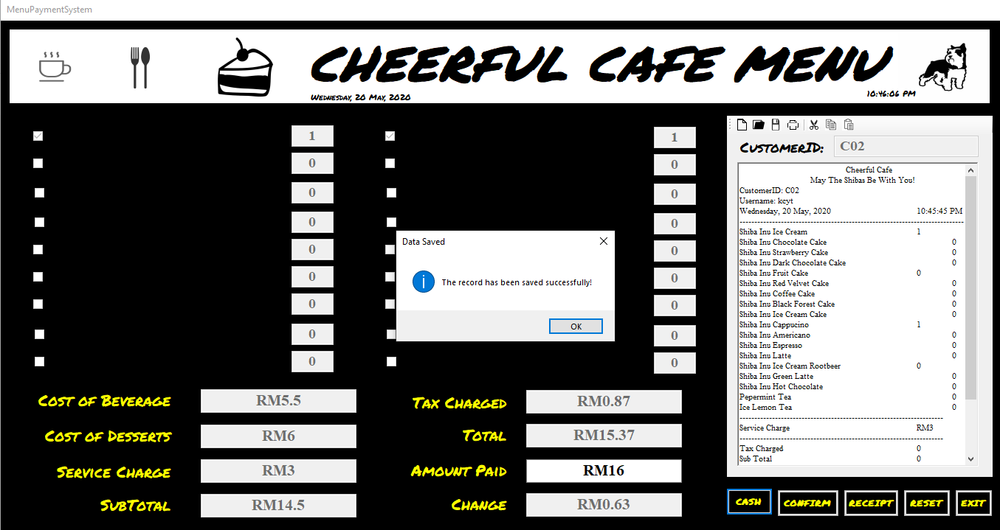 MenuPaymentSystem
CHEERFUL CAFE MENU
Wednesday, 20 May, 2020
10:46:06 PM
1 1
0 0
0 0
0 0
0 0
0 0
0 0
0 0
0 0
Data Saved
The record has been saved successfully!
OK
Cost of Beverage RM5.5
Cost of Desserts RM6
Service Charge RM3
SubTotal RM14.5
Tax Charged RM0.87
Total RM15.37
Amount Paid RM16
Change RM0.63
CustomerID: C02
Cheerful Cafe
May The Shibas Be With You!
CustomerID: C02
Username: kcyt
Wednesday, 20 May, 2020 10:45:45 PM
Shiba Inu Ice Cream 1
Shiba Inu Chocolate Cake 0
Shiba Inu Strawberry Cake 0
Shiba Inu Dark Chocolate Cake 0
Shiba Inu Fruit Cake 0
Shiba Inu Red Velvet Cake 0
Shiba Inu Coffee Cake 0
Shiba Inu Black Forest Cake 0
Shiba Inu Ice Cream Cake 0
Shiba Inu Cappucino 1
Shiba Inu Americano 0
Shiba Inu Espresso 0
Shiba Inu Latte 0
Shiba Inu Ice Cream Rootbeer 0
Shiba Inu Green Latte 0
Shiba Inu Hot Chocolate 0
Pepermint Tea 0
Ice Lemon Tea 0
Service Charge RM3
Tax Charged 0
Sub Total 0
CASH CONFIRM RECEIPT RESET EXIT